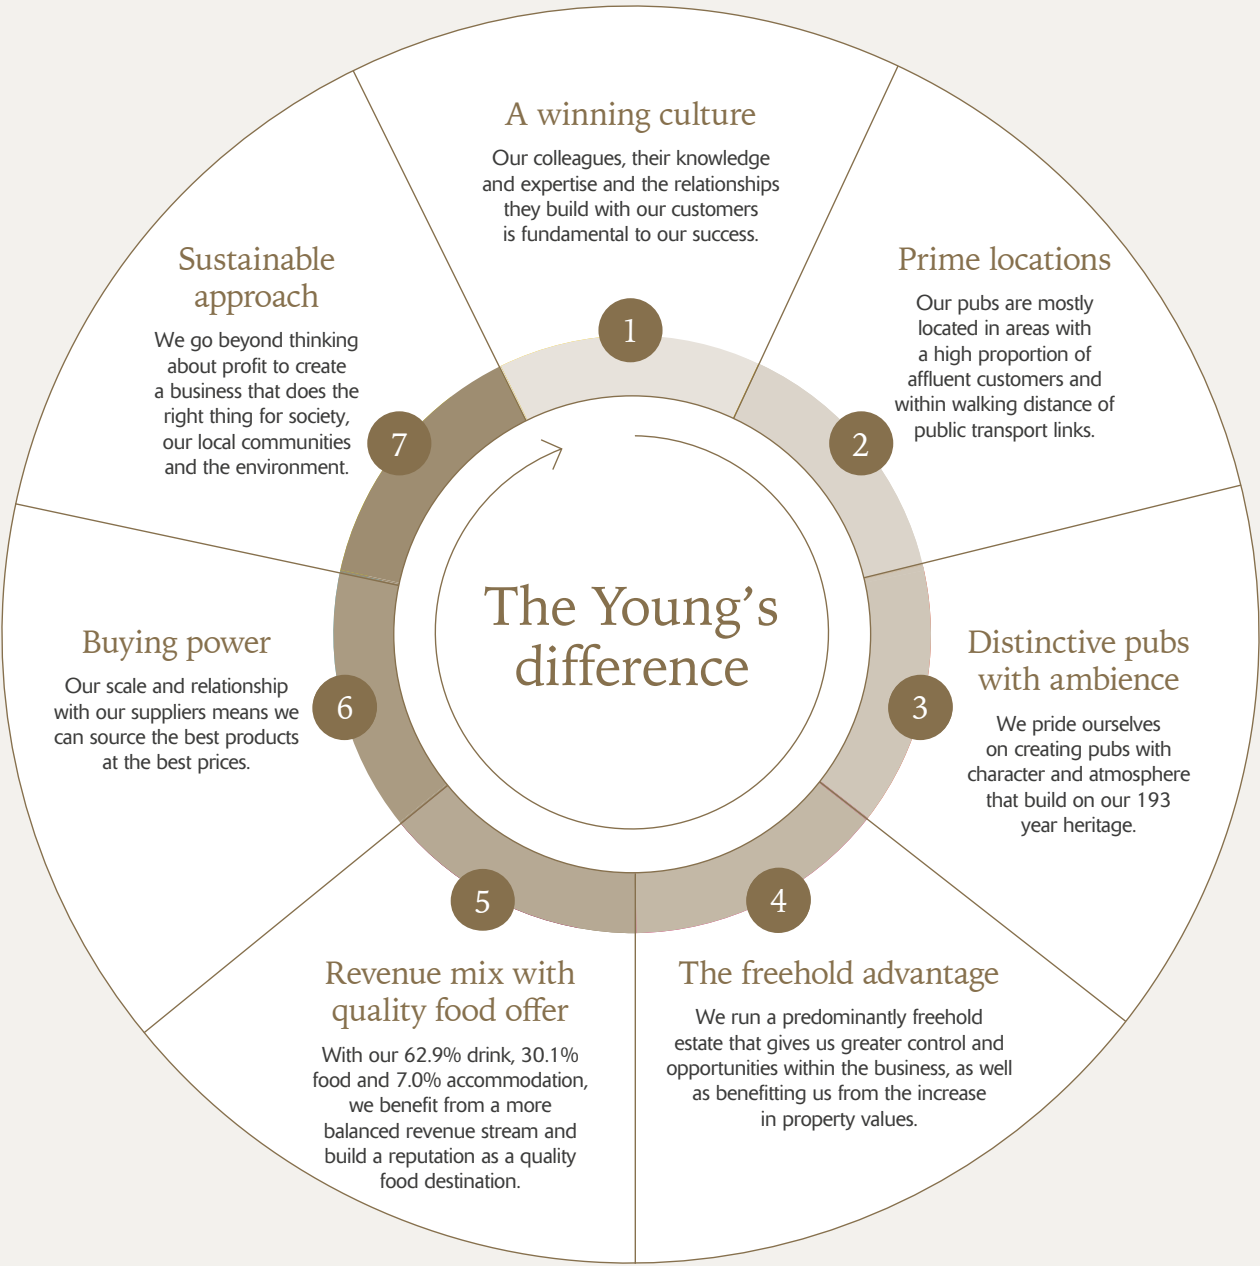 The Young's
difference
1
A winning culture
Our colleagues, their knowledge
and expertise and the relationships
they build with our customers
is fundamental to our success.
2
Prime locations
Our pubs are mostly
located in areas with
a high proportion of
affluent customers and
within walking distance of
public transport links.
3
Distinctive pubs
with ambience
We pride ourselves
on creating pubs with
character and atmosphere
that build on our 193
year heritage.
4
The freehold advantage
We run a predominantly freehold
estate that gives us greater control and
opportunities within the business, as well
as benefitting us from the increase
in property values.
5
Revenue mix with
quality food offer
With our 62.9% drink, 30.1%
food and 7.0% accommodation,
we benefit from a more
balanced revenue stream and
build a reputation as a quality
food destination.
6
Buying power
Our scale and relationship
with our suppliers means we
can source the best products
at the best prices.
7
Sustainable
approach
We go beyond thinking
about profit to create
a business that does the
right thing for society,
our local communities
and the environment.